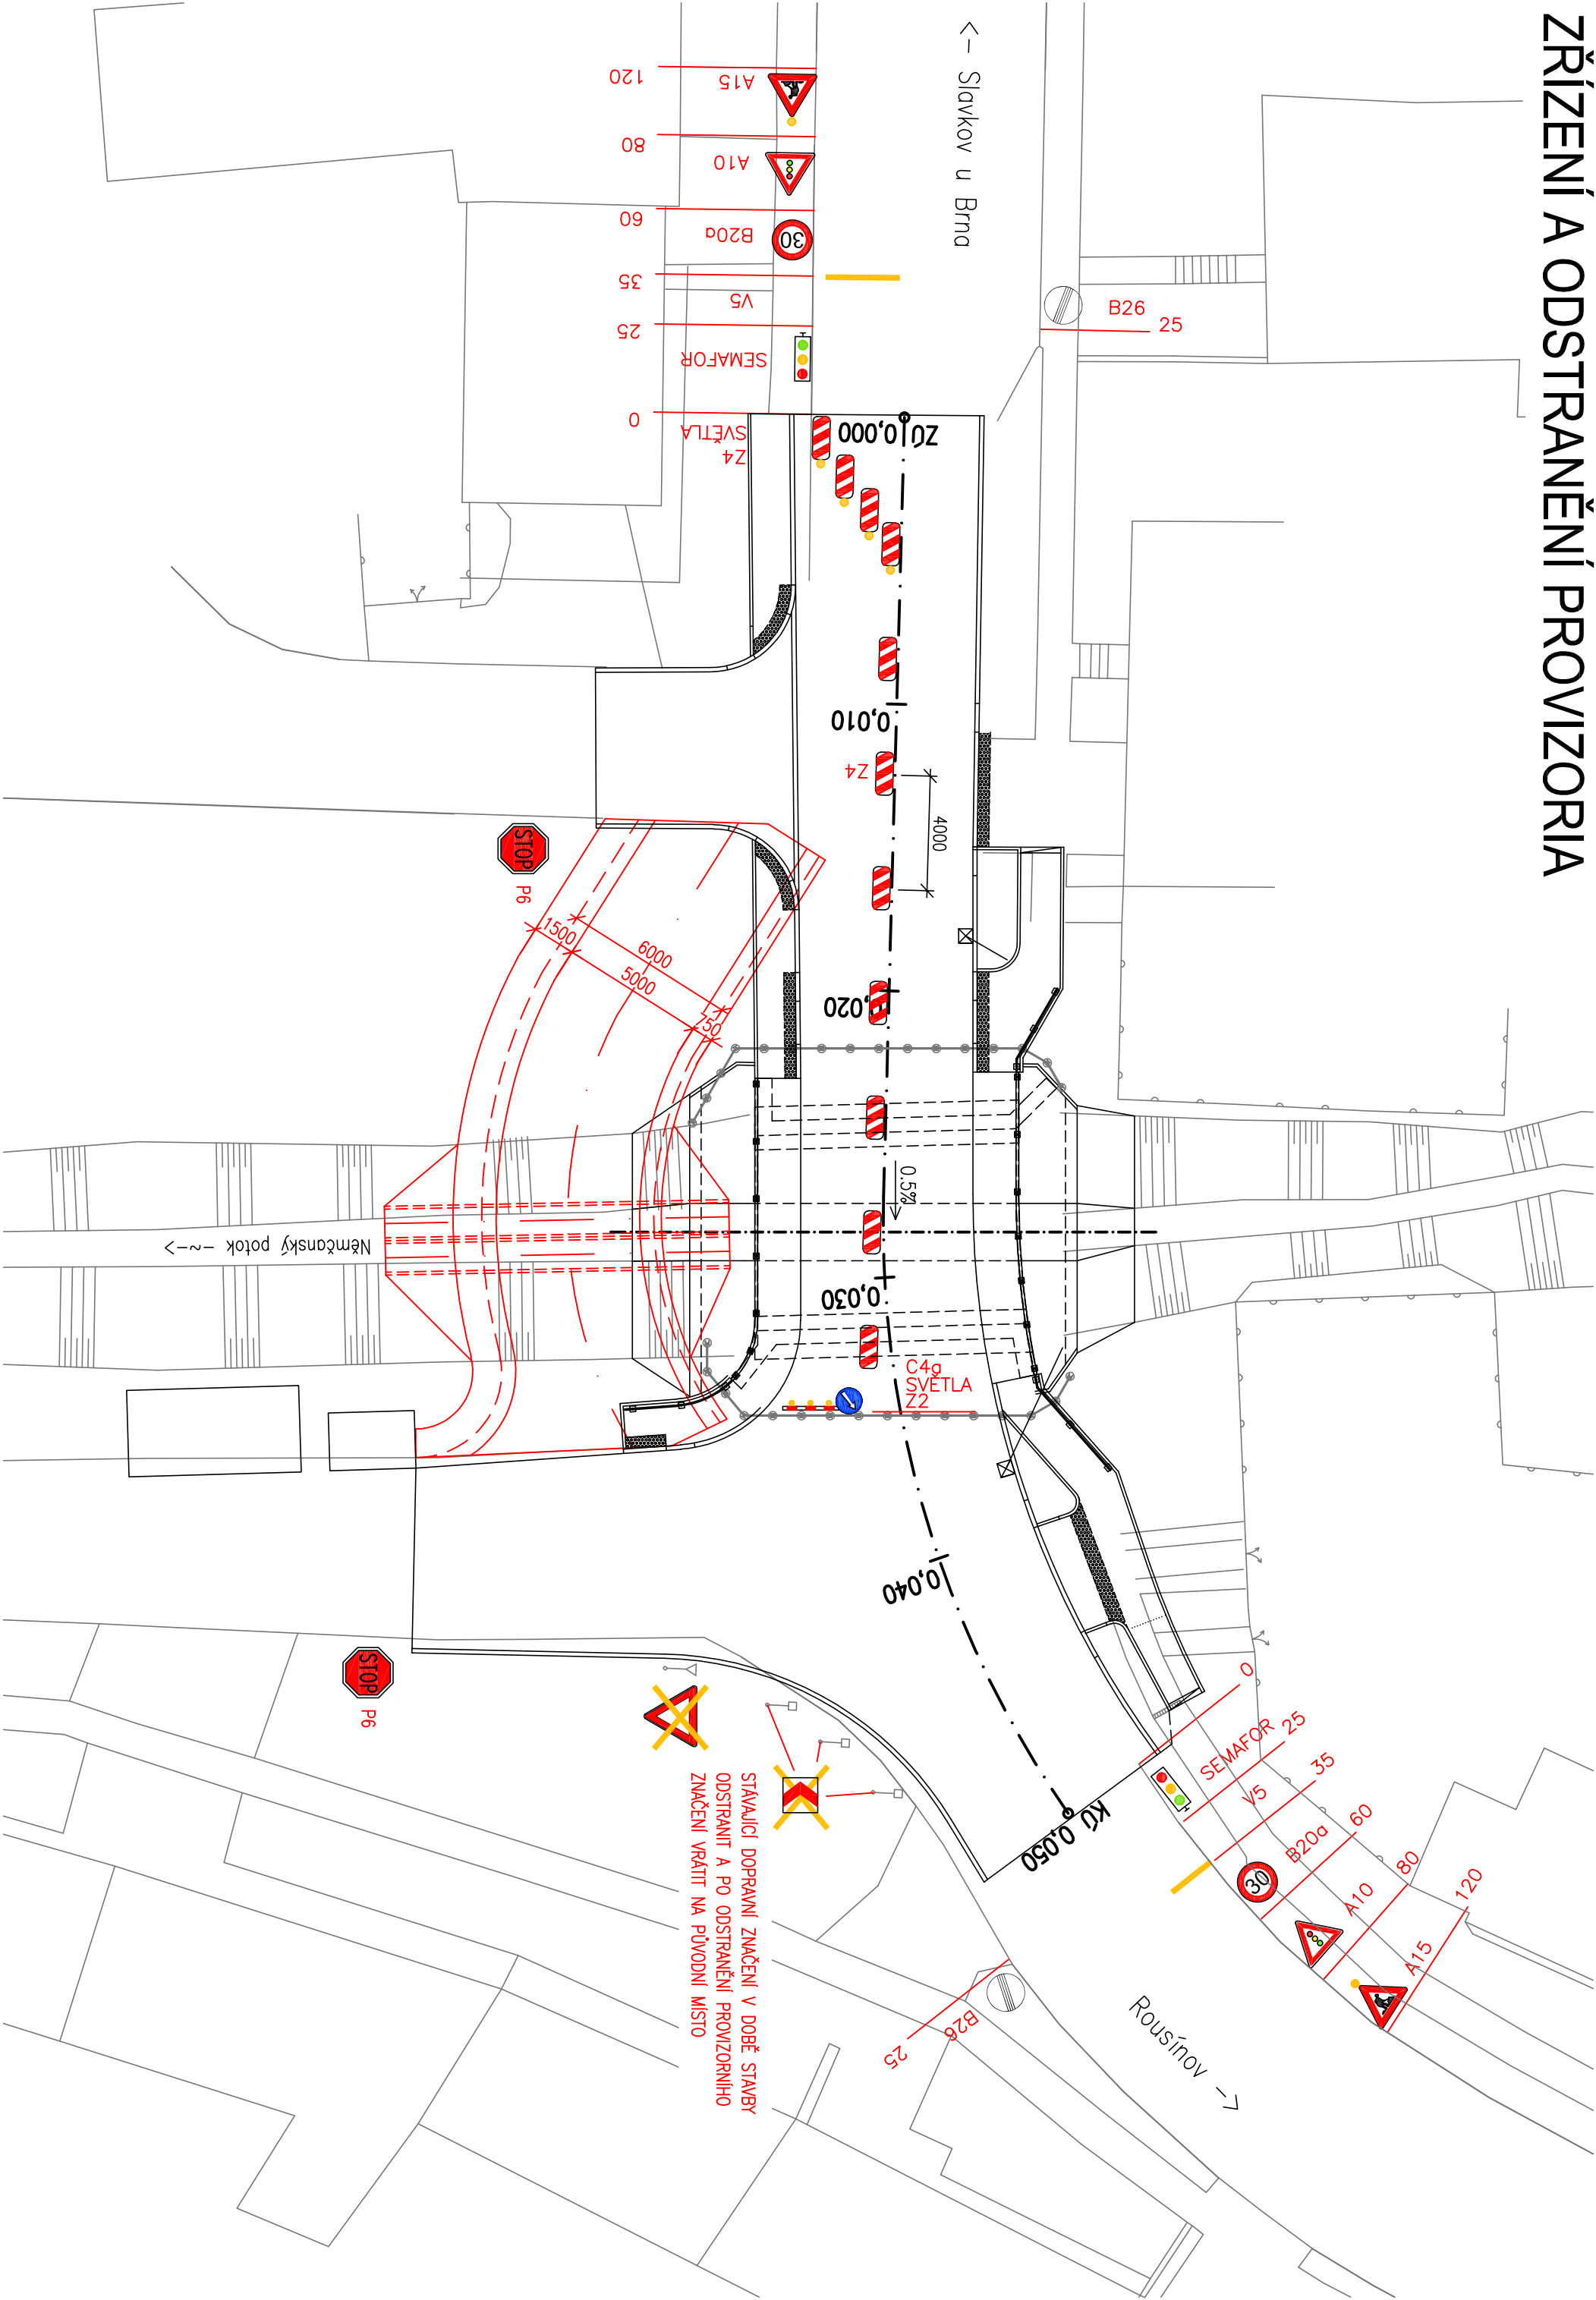 ZŘÍZENÍ A ODSTRANĚNÍ PROVIZORIA
<- Slavkov u Brna
120
A15
80
A10
60
B20a
30
35
V5
25
SEMAFOR
0
SVĚTLA
Z4
B26
25
ZÚ 0,000
0,010
Z4
4000
STOP
P6
1500
6000
5000
750
0,020
0.5%
Němčanský potok -~->
0,030
C4a
SVĚTLA
Z2
0,040
STOP
P6
STÁVAJÍCÍ DOPRAVNÍ ZNAČENÍ V DOBĚ STAVBY
ODSTRANIT A PO ODSTRANĚNÍ PROVIZORNÍHO
ZNAČENÍ VRÁTIT NA PŮVODNÍ MÍSTO
KÚ 0,050
0
SEMAFOR
25
V5
35
B20a
60
30
A10
80
A15
120
B26
25
Rousínov ->